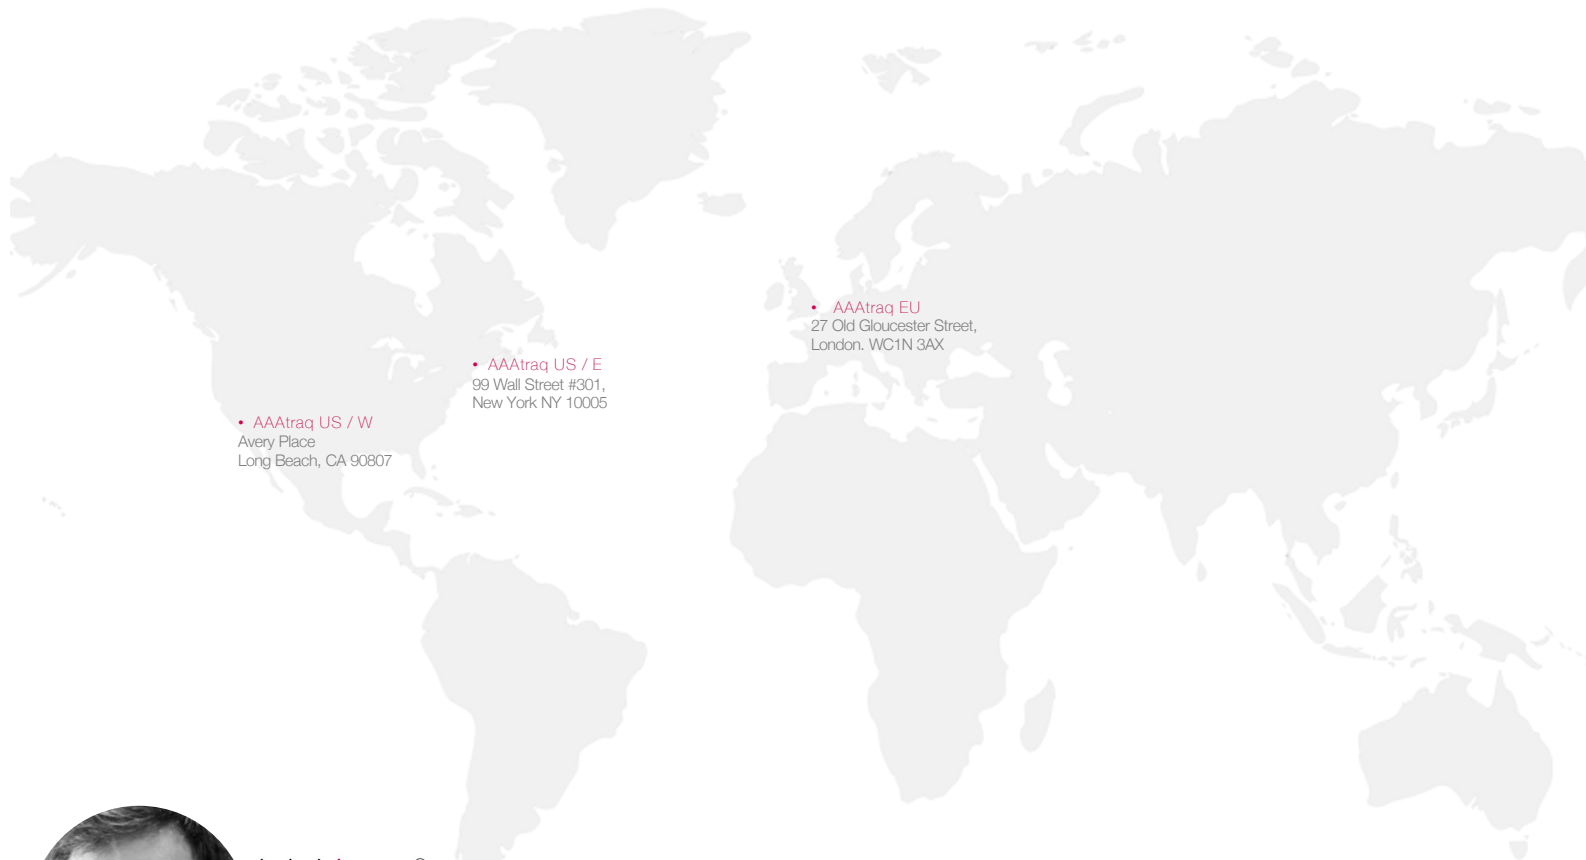 • AAAtraq EU
27 Old Gloucester Street,
London. WC1N 3AX
• AAAtraq US / E
99 Wall Street #301,
New York NY 10005
• AAAtraq US / W
Avery Place
Long Beach, CA 90807